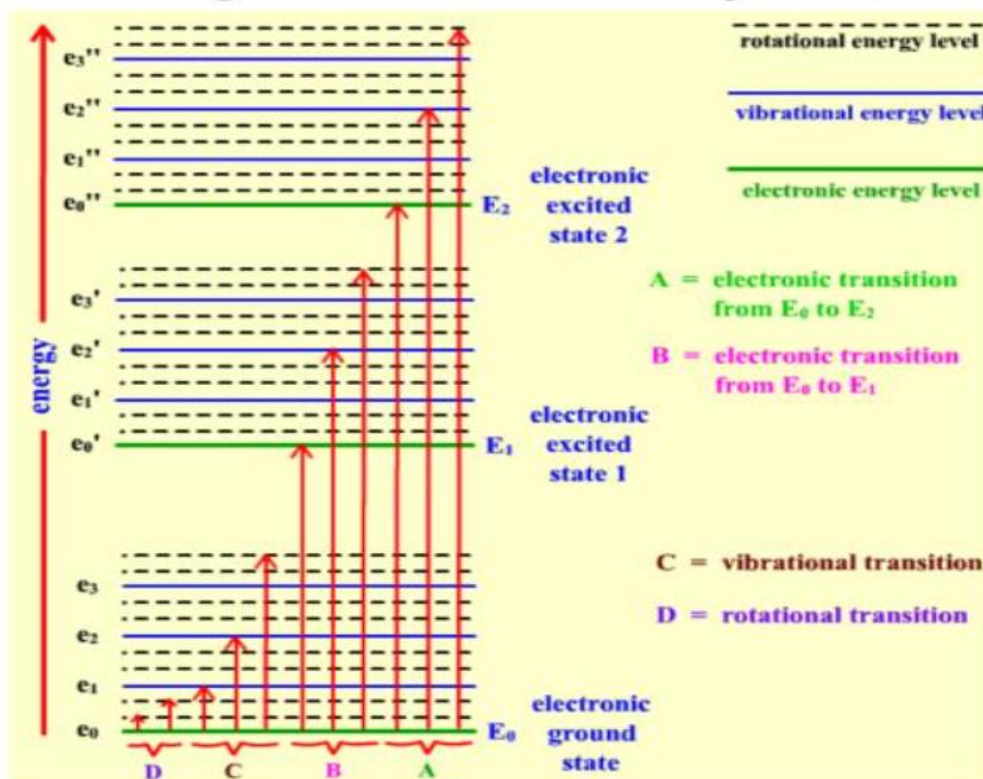 e₃''
e₂''
e₁''
e₀''
e₃'
e₂'
e₁'
e₀'
e₃
e₂
e₁
e₀
energy
E₂
electronic
excited
state 2
E₁
electronic
excited
state 1
E₀
electronic
ground
state
D
C
B
A
rotational energy level
vibrational energy level
electronic energy level
A = electronic transition
from E₀ to E₂
B = electronic transition
from E₀ to E₁
C = vibrational transition
D = rotational transition